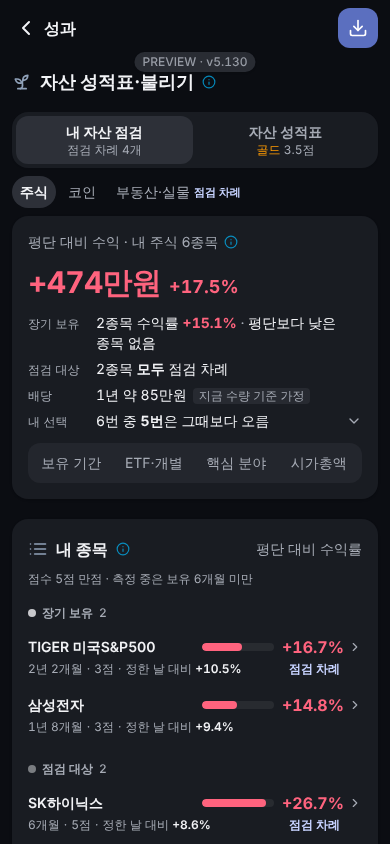 성과
PREVIEW · v5.130
자산 성적표·불리기
내 자산 점검
점검 차례 4개
자산 성적표
골드 3.5점
주식
코인
부동산·실물 점검 차례
평단 대비 수익 · 내 주식 6종목
+474만원 +17.5%
장기 보유 2종목 수익률 +15.1% · 평단보다 낮은
종목 없음
점검 대상 2종목 모두 점검 차례
배당 1년 약 85만원 지금 수량 기준 가정
내 선택 6번 중 5번은 그때보다 오름
보유 기간 ETF·개별 핵심 분야 시가총액
내 종목 평단 대비 수익률
점수 5점 만점 · 측정 중은 보유 6개월 미만
장기 보유 2
TIGER 미국S&P500 +16.7%
2년 2개월 · 3점 · 정한 날 대비 +10.5% 점검 차례
삼성전자 +14.8%
1년 8개월 · 3점 · 정한 날 대비 +9.4%
점검 대상 2
SK하이닉스 +26.7%
6개월 · 5점 · 정한 날 대비 +8.6% 점검 차례